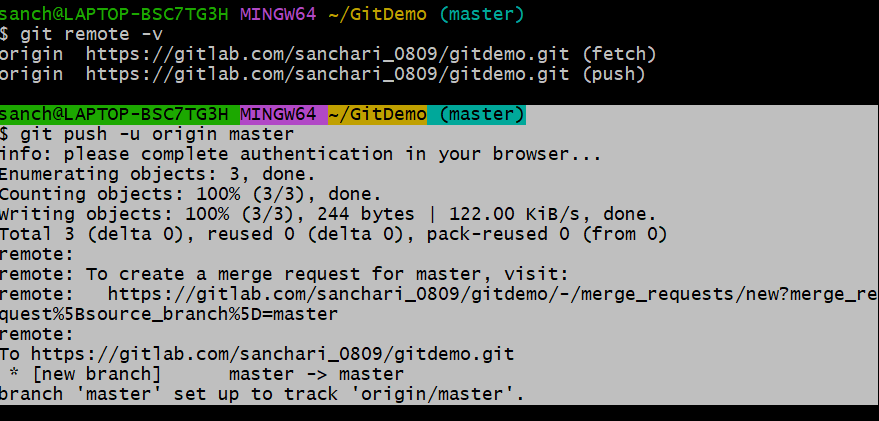 sanch@LAPTOP-BSC7TG3H MINGW64 ~/GitDemo (master)
$ git remote -v
origin  https://gitlab.com/sanchari_0809/gitdemo.git (fetch)
origin  https://gitlab.com/sanchari_0809/gitdemo.git (push)
sanch@LAPTOP-BSC7TG3H MINGW64 ~/GitDemo (master)
$ git push -u origin master
info: please complete authentication in your browser...
Enumerating objects: 3, done.
Counting objects: 100% (3/3), done.
Writing objects: 100% (3/3), 244 bytes | 122.00 KiB/s, done.
Total 3 (delta 0), reused 0 (delta 0), pack-reused 0 (from 0)
remote:
remote: To create a merge request for master, visit:
remote:   https://gitlab.com/sanchari_0809/gitdemo/-/merge_requests/new?merge_re
quest%5Bsource_branch%5D=master
remote:
To https://gitlab.com/sanchari_0809/gitdemo.git
 * [new branch]      master -> master
branch 'master' set up to track 'origin/master'.